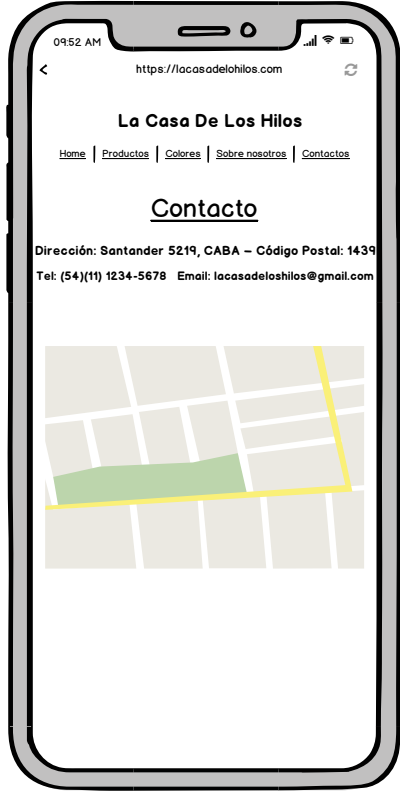 09:52 AM
https://lacasadelohilos.com
La Casa De Los Hilos
Home | Productos | Colores | Sobre nosotros | Contactos
Contacto
Dirección: Santander 5219, CABA – Código Postal: 1439
Tel: (54)(11) 1234-5678 Email: lacasadeloshilos@gmail.com